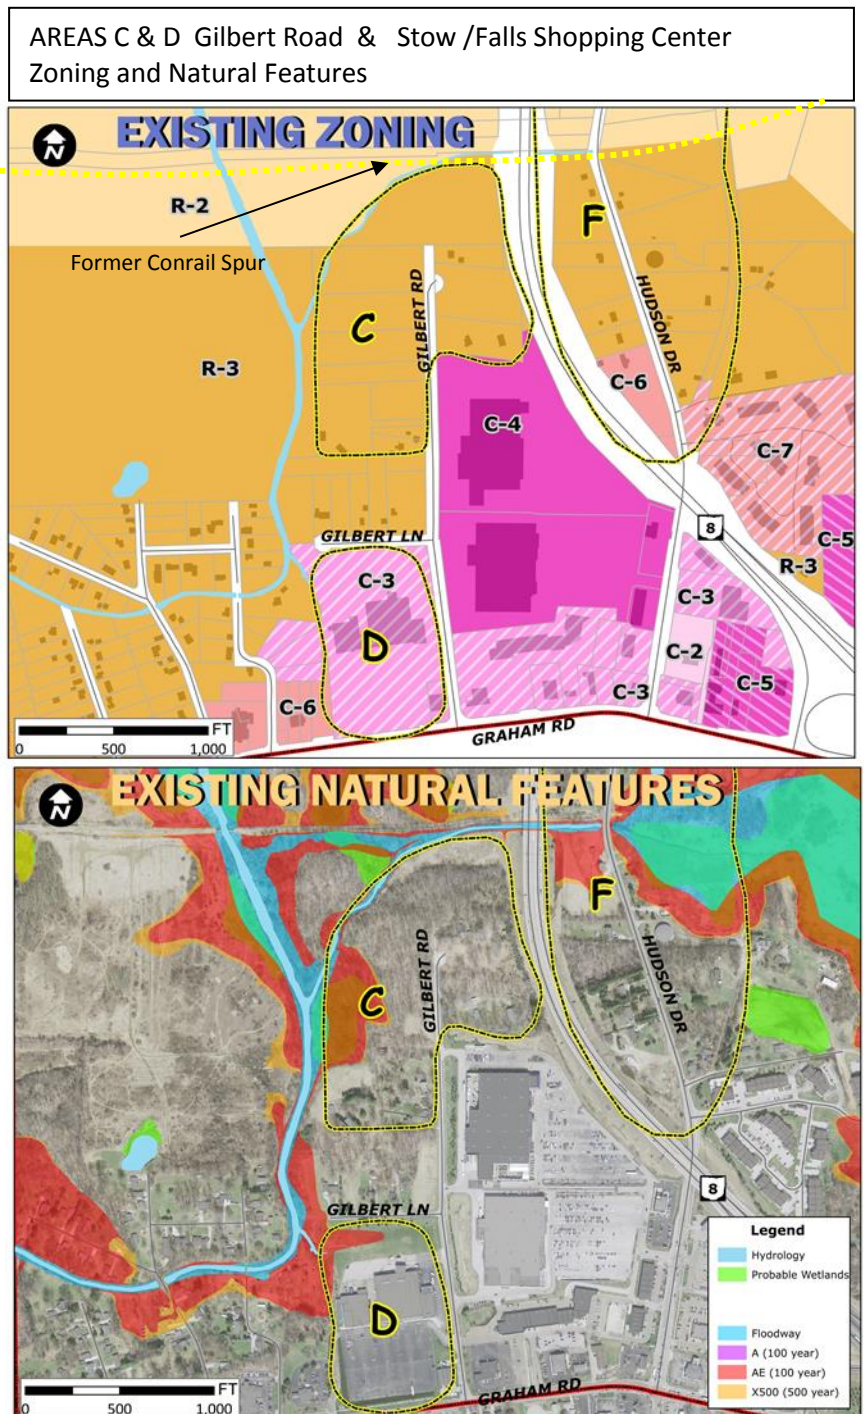 AREAS C & D  Gilbert Road  &   Stow /Falls Shopping Center
Zoning and Natural Features
EXISTING ZONING
N
R-2
Former Conrail Spur
F
C
GILBERT RD
HUDSON DR
R-3
C-6
C-4
C-7
8
C-5
GILBERT LN
R-3
C-3
C-3
D
C-2
C-6
C-3
C-5
GRAHAM RD
0 500 1,000 FT
EXISTING NATURAL FEATURES
N
F
C
GILBERT RD
HUDSON DR
8
GILBERT LN
D
GRAHAM RD
0 500 1,000 FT
Legend
Hydrology
Probable Wetlands
Floodway
A (100 year)
AE (100 year)
X500 (500 year)